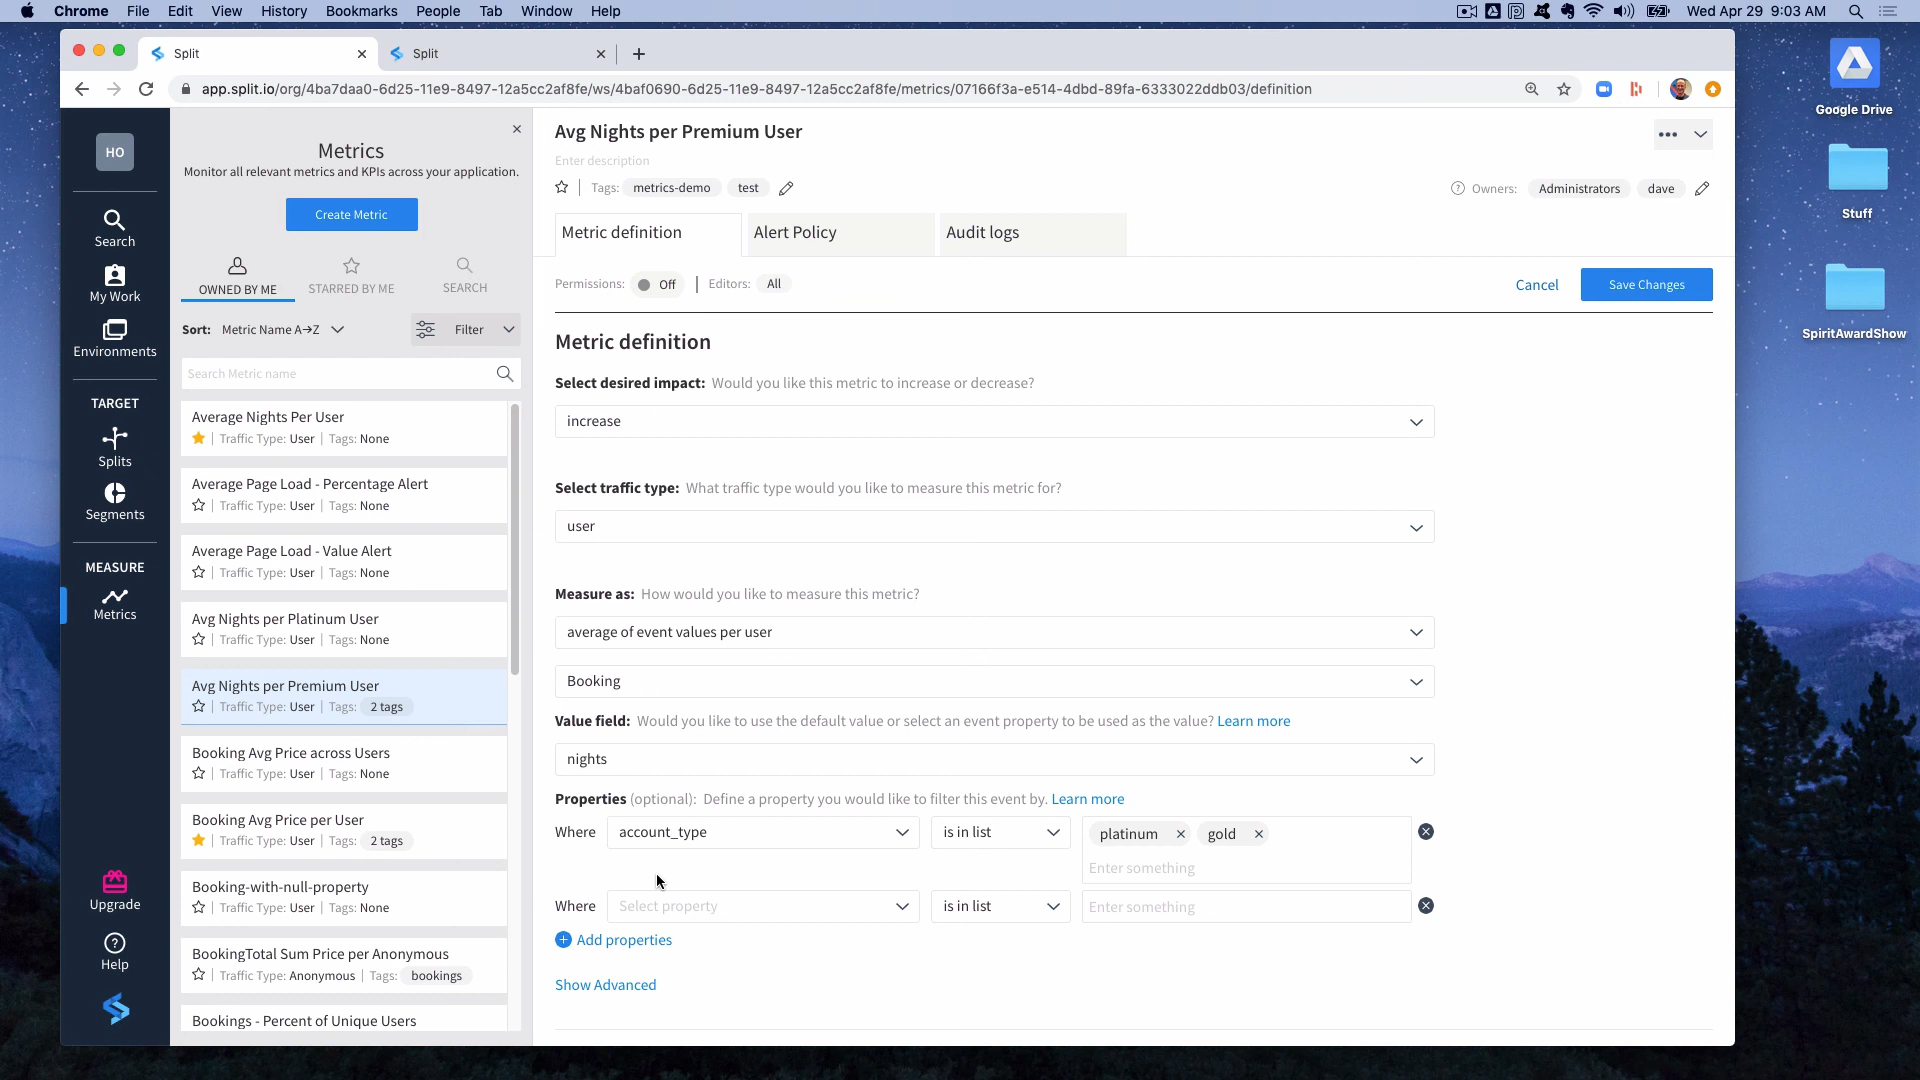 Chrome File Edit View History Bookmarks People Tab Window Help
Wed Apr 29 9:03 AM
Split
Split
app.split.io/org/4ba7daa0-6d25-11e9-8497-12a5cc2af8fe/ws/4baf0690-6d25-11e9-8497-12a5cc2af8fe/metrics/07166f3a-e514-4dbd-89fa-6333022ddb03/definition
Google Drive
Stuff
SpiritAwardShow
HO
Search
My Work
Environments
TARGET
Splits
Segments
MEASURE
Metrics
Upgrade
Help
Metrics
Monitor all relevant metrics and KPIs across your application.
Create Metric
OWNED BY ME
STARRED BY ME
SEARCH
Sort: Metric Name A→Z
Filter
Search Metric name
Average Nights Per User
Traffic Type: User | Tags: None
Average Page Load - Percentage Alert
Traffic Type: User | Tags: None
Average Page Load - Value Alert
Traffic Type: User | Tags: None
Avg Nights per Platinum User
Traffic Type: User | Tags: None
Avg Nights per Premium User
Traffic Type: User | Tags: 2 tags
Booking Avg Price across Users
Traffic Type: User | Tags: None
Booking Avg Price per User
Traffic Type: User | Tags: 2 tags
Booking-with-null-property
Traffic Type: User | Tags: None
BookingTotal Sum Price per Anonymous
Traffic Type: Anonymous | Tags: bookings
Bookings - Percent of Unique Users
Avg Nights per Premium User
Enter description
Tags: metrics-demo test
Owners: Administrators dave
Metric definition
Alert Policy
Audit logs
Permissions: Off | Editors: All
Cancel
Save Changes
Metric definition
Select desired impact: Would you like this metric to increase or decrease?
increase
Select traffic type: What traffic type would you like to measure this metric for?
user
Measure as: How would you like to measure this metric?
average of event values per user
Booking
Value field: Would you like to use the default value or select an event property to be used as the value? Learn more
nights
Properties (optional): Define a property you would like to filter this event by. Learn more
Where account_type is in list platinum gold
Enter something
Where Select property is in list Enter something
Add properties
Show Advanced